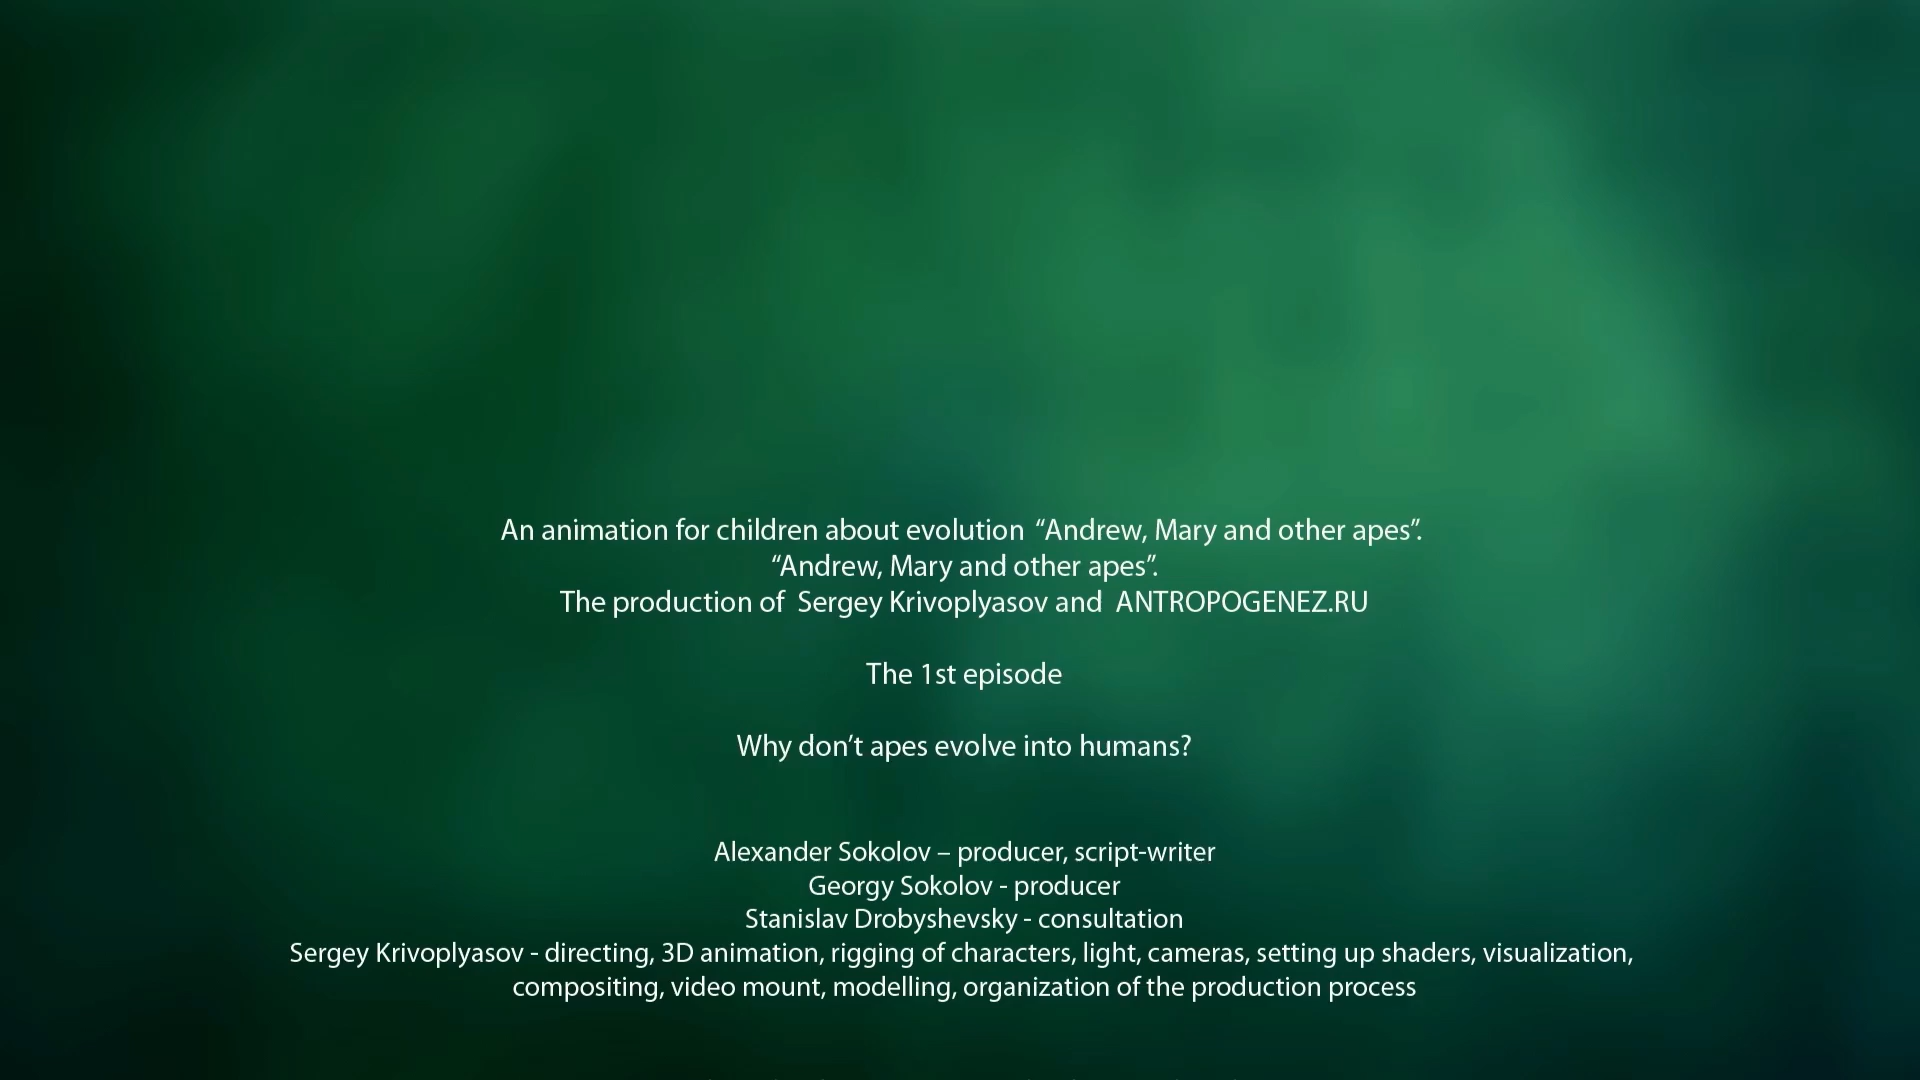 An animation for children about evolution “Andrew, Mary and other apes”.
“Andrew, Mary and other apes”.
The production of Sergey Krivoplyasov and ANTROPOGENEZ.RU
The 1st episode
Why don’t apes evolve into humans?
Alexander Sokolov – producer, script-writer
Georgy Sokolov - producer
Stanislav Drobyshevsky - consultation
Sergey Krivoplyasov - directing, 3D animation, rigging of characters, light, cameras, setting up shaders, visualization,
compositing, video mount, modelling, organization of the production process